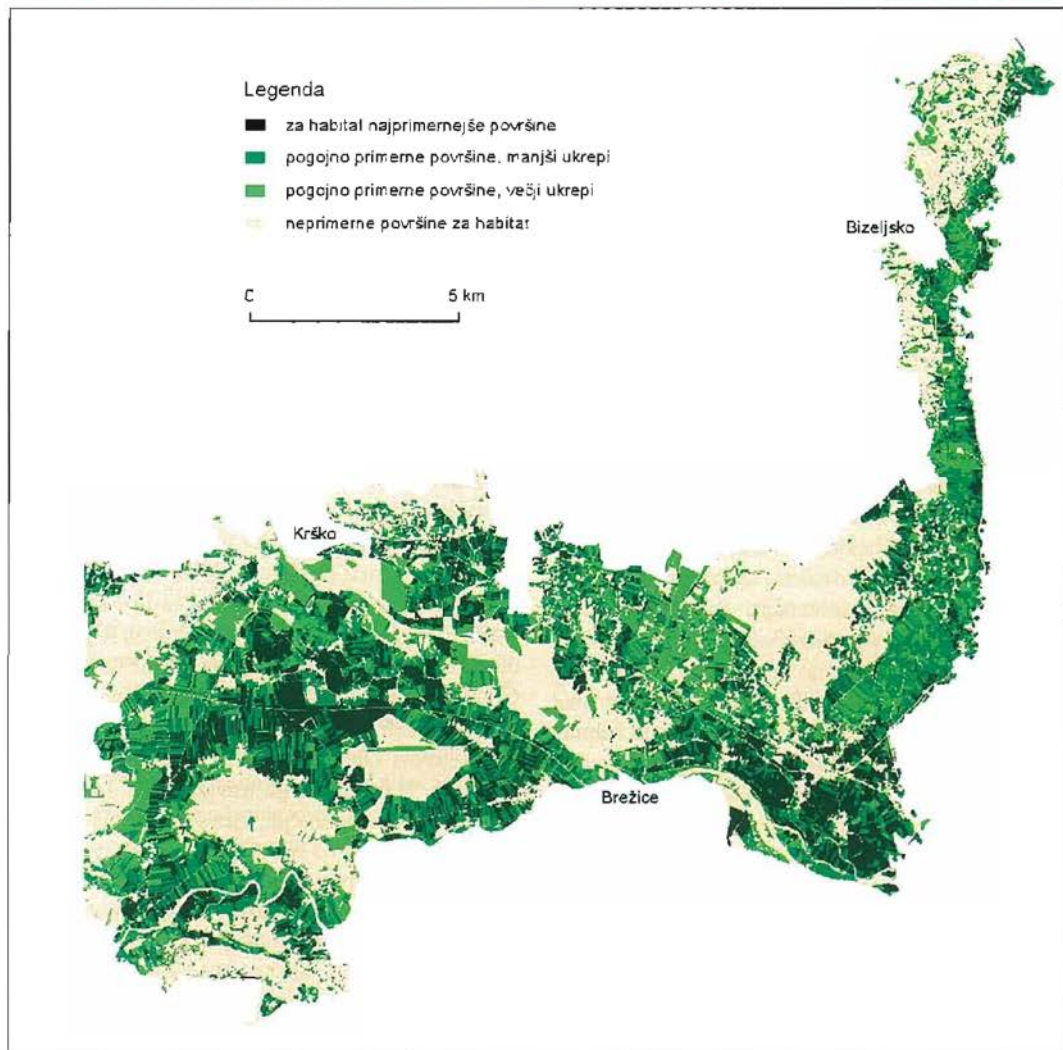 Legenda
za habitat najprimernejše površine
pogojno primerne površine, manjši ukrepi
pogojno primerne površine, večji ukrepi
neprimerne površine za habitat
0 5 km
Bizeljsko
Krško
Brežice